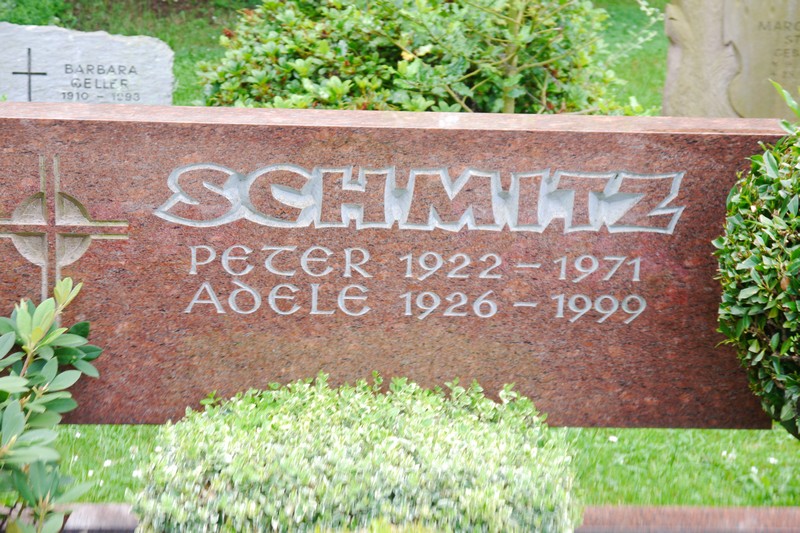 BARBARA
GELLER
1910 - 1993
SCHMITZ
PETER 1922 – 1971
ADELE 1926 – 1999